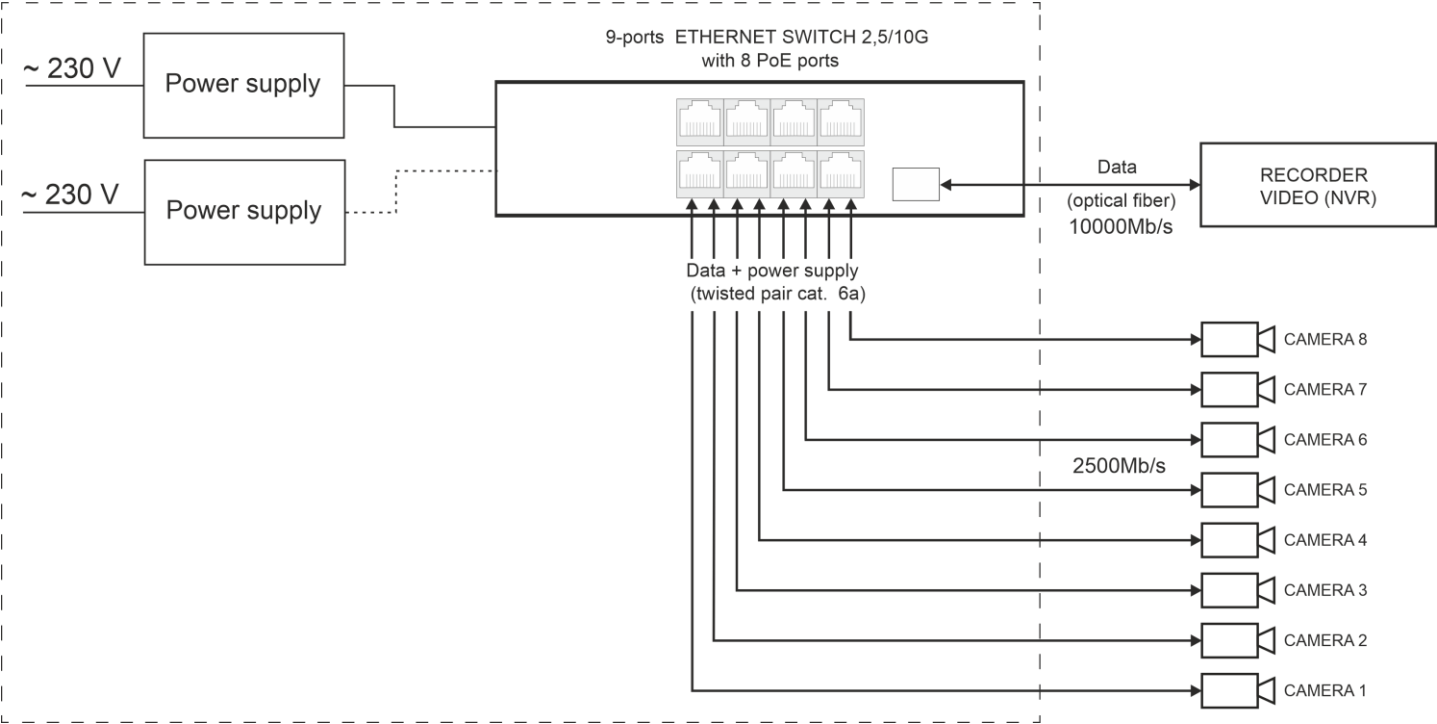 9-ports ETHERNET SWITCH 2,5/10G
with 8 PoE ports
~ 230 V
Power supply
~ 230 V
Power supply
Data
(optical fiber)
10000Mb/s
RECORDER
VIDEO (NVR)
Data + power supply
(twisted pair cat. 6a)
CAMERA 8
CAMERA 7
CAMERA 6
2500Mb/s
CAMERA 5
CAMERA 4
CAMERA 3
CAMERA 2
CAMERA 1